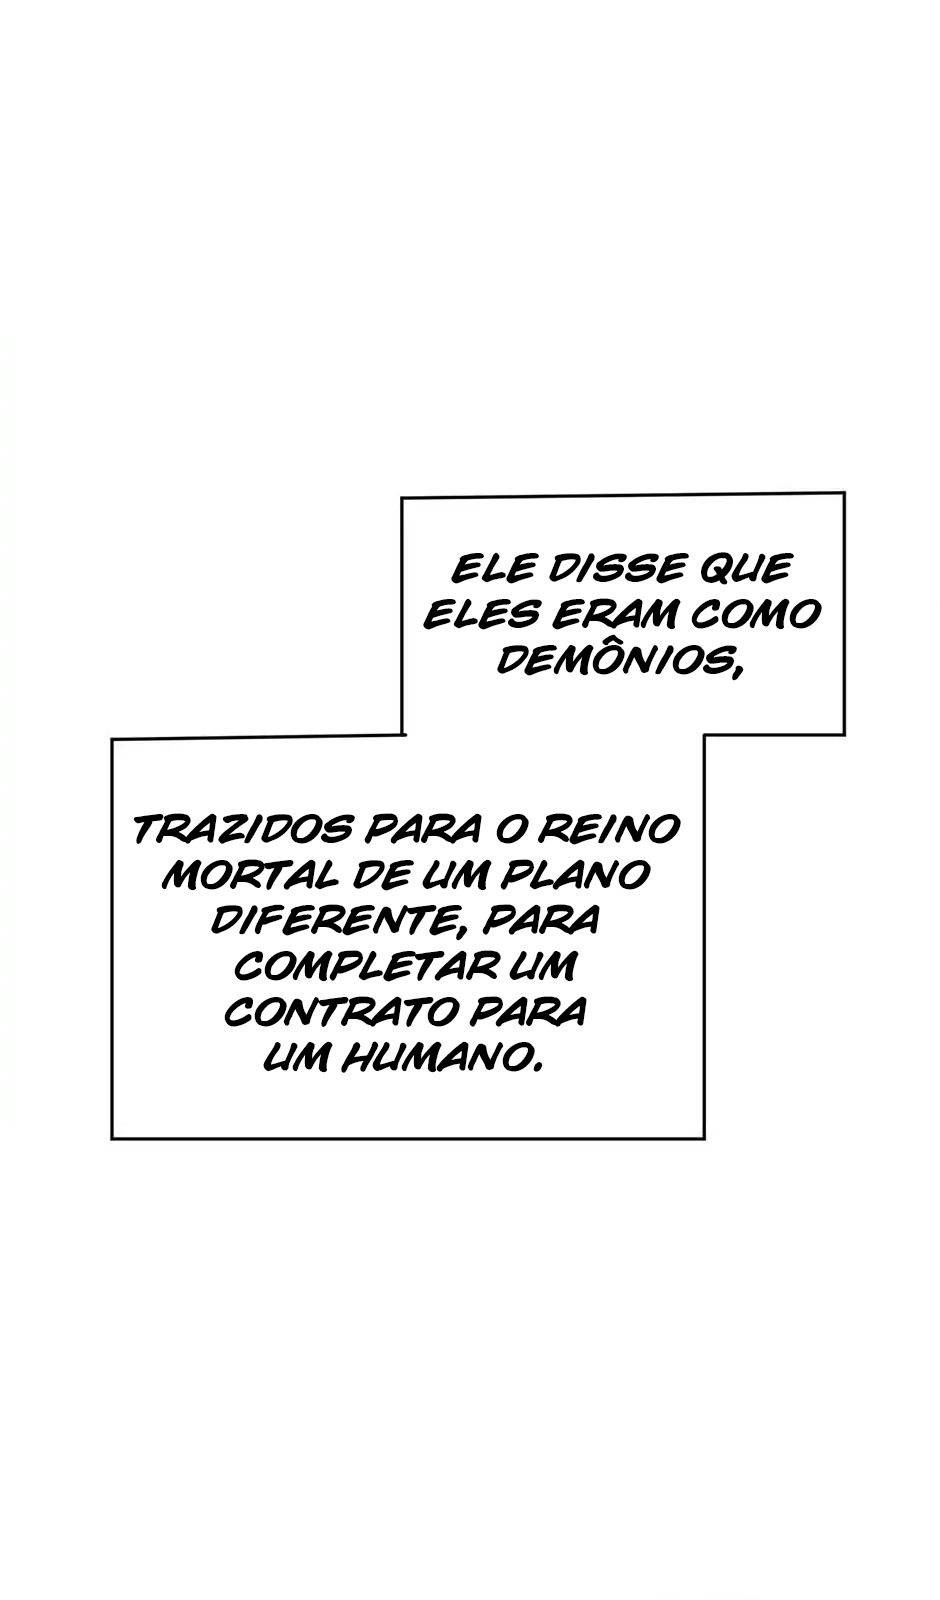 ELE DISSE QUE
ELES ERAM COMO
DEMÔNIOS,
TRAZIDOS PARA O REINO
MORTAL DE UM PLANO
DIFERENTE, PARA
COMPLETAR UM
CONTRATO PARA
UM HUMANO.